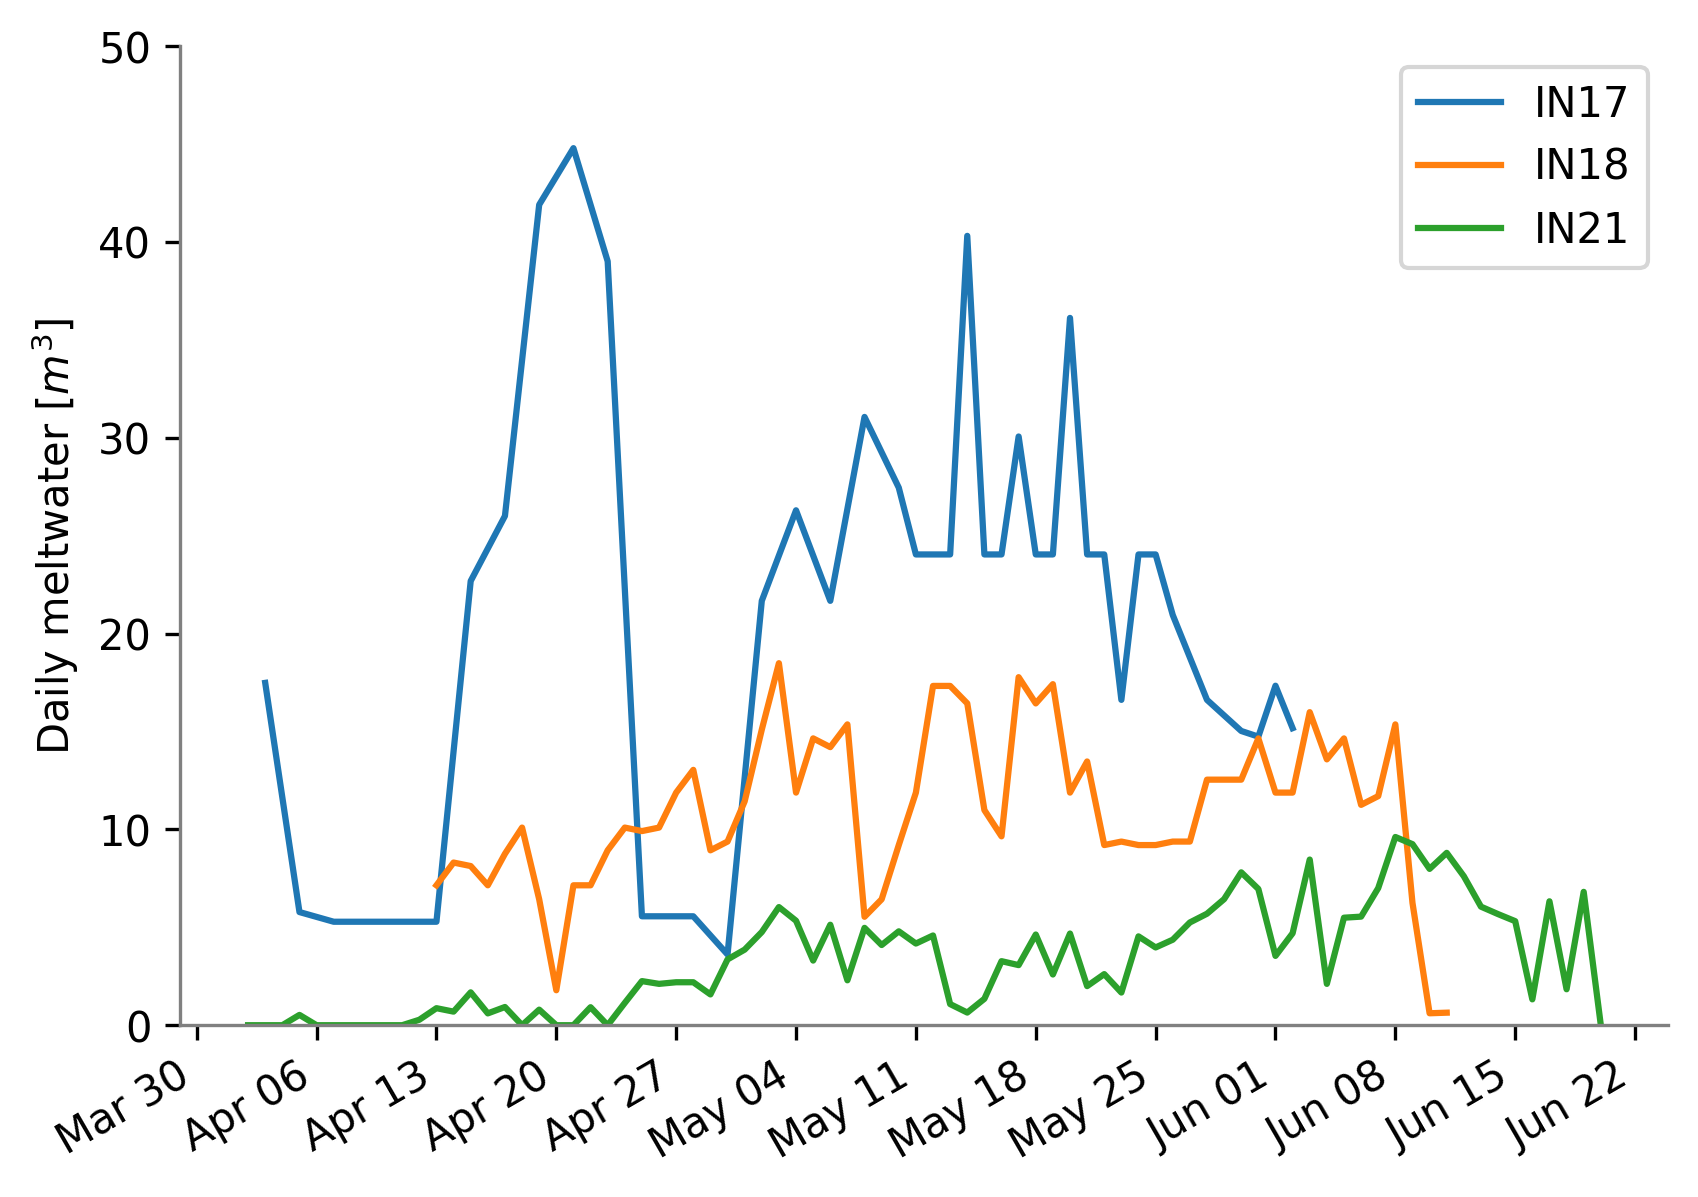 50
40
30
20
10
0
Daily meltwater [m³]
IN17
IN18
IN21
Mar 30
Apr 06
Apr 13
Apr 20
Apr 27
May 04
May 11
May 18
May 25
Jun 01
Jun 08
Jun 15
Jun 22